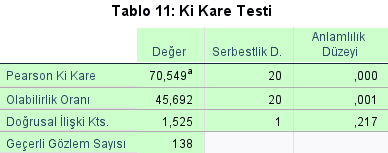 Tablo 11: Ki Kare Testi
Değer Serbestlik D. Anlamlılık Düzeyi
Pearson Ki Kare 70,549a 20 ,000
Olabilirlik Oranı 45,692 20 ,001
Doğrusal İlişki Kts. 1,525 1 ,217
Geçerli Gözlem Sayısı 138